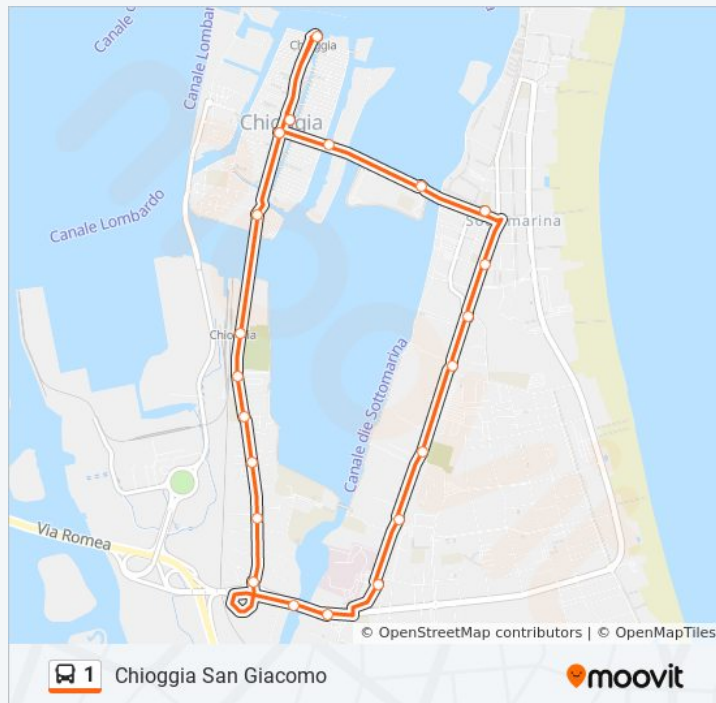 Canale C
Canale Lombardo
Chioggia
Chioggia
Canale Lombardo
Sottomarina
Chioggia
Canale die Sottomarina
Via Romea
© OpenStreetMap contributors | © OpenMapTiles
1 Chioggia San Giacomo
moovit